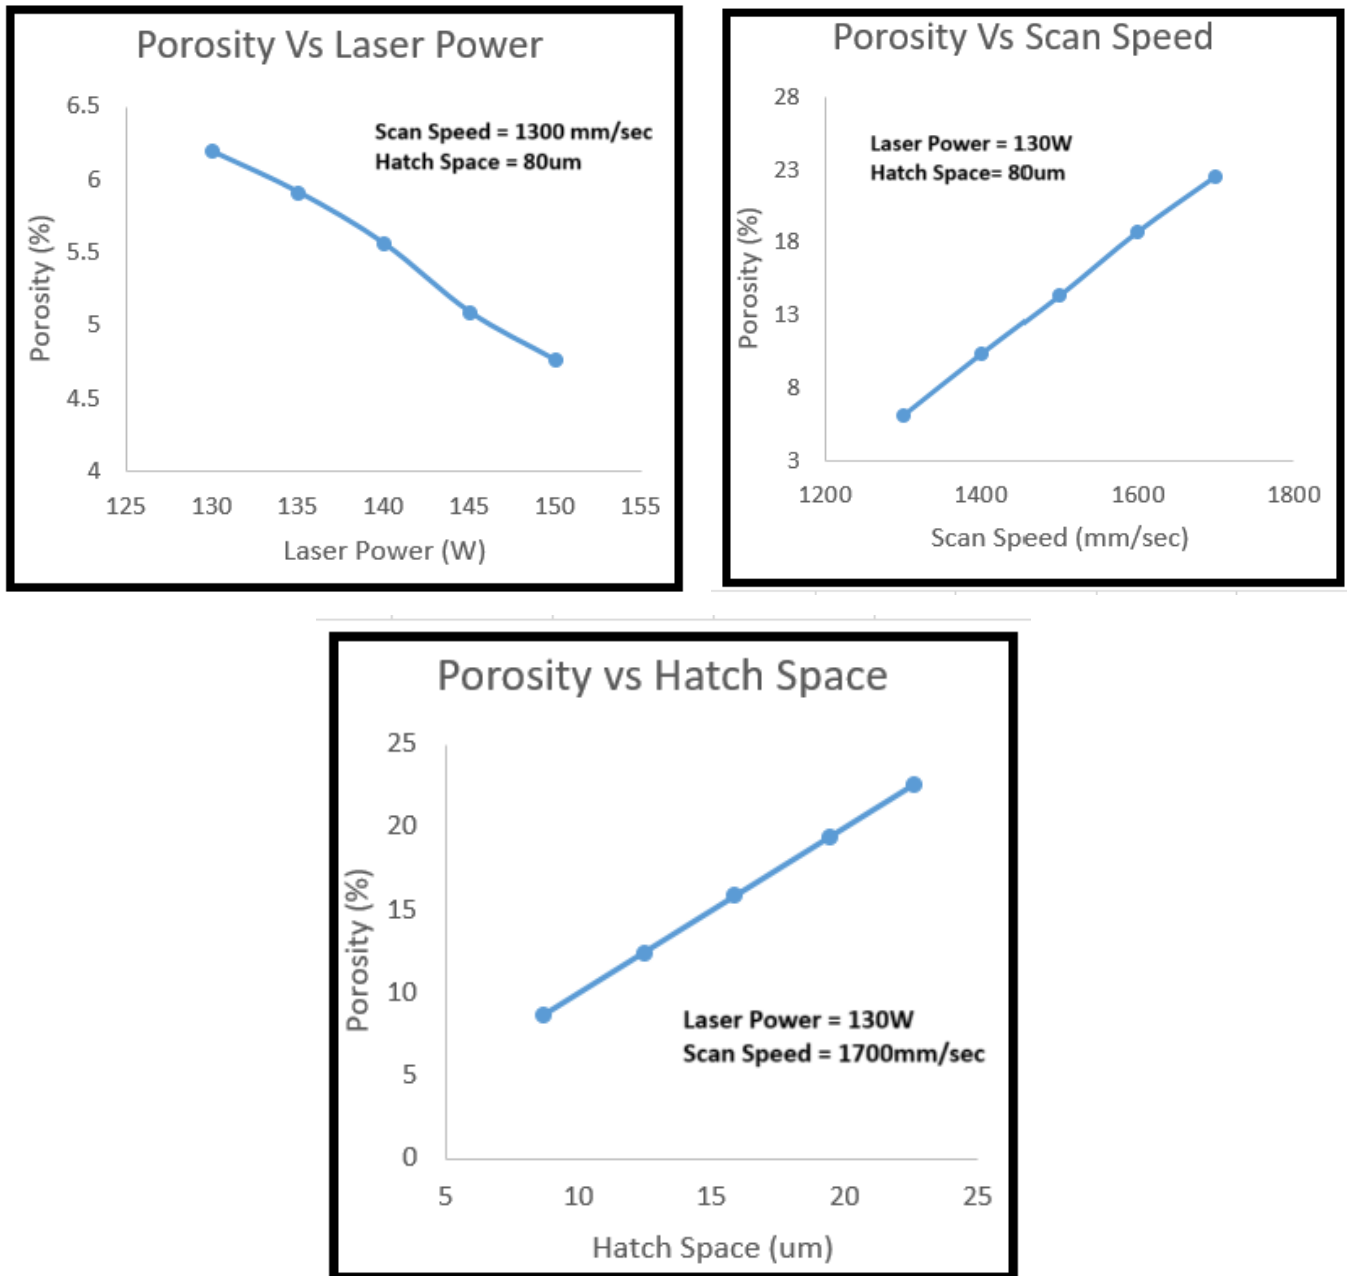 Porosity Vs Laser Power
Scan Speed = 1300 mm/sec
Hatch Space = 80um
6.5
6
5.5
5
4.5
4
Porosity (%)
125 130 135 140 145 150 155
Laser Power (W)
Porosity Vs Scan Speed
Laser Power = 130W
Hatch Space= 80um
28
23
18
13
8
3
Porosity (%)
1200 1400 1600 1800
Scan Speed (mm/sec)
Porosity vs Hatch Space
25
20
15
10
5
0
Porosity (%)
Laser Power = 130W
Scan Speed = 1700mm/sec
5 10 15 20 25
Hatch Space (um)